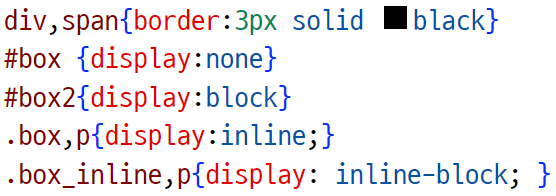 div,span{border:3px solid black}
#box {display:none}
#box2{display:block}
.box,p{display:inline;}
.box_inline,p{display: inline-block; }